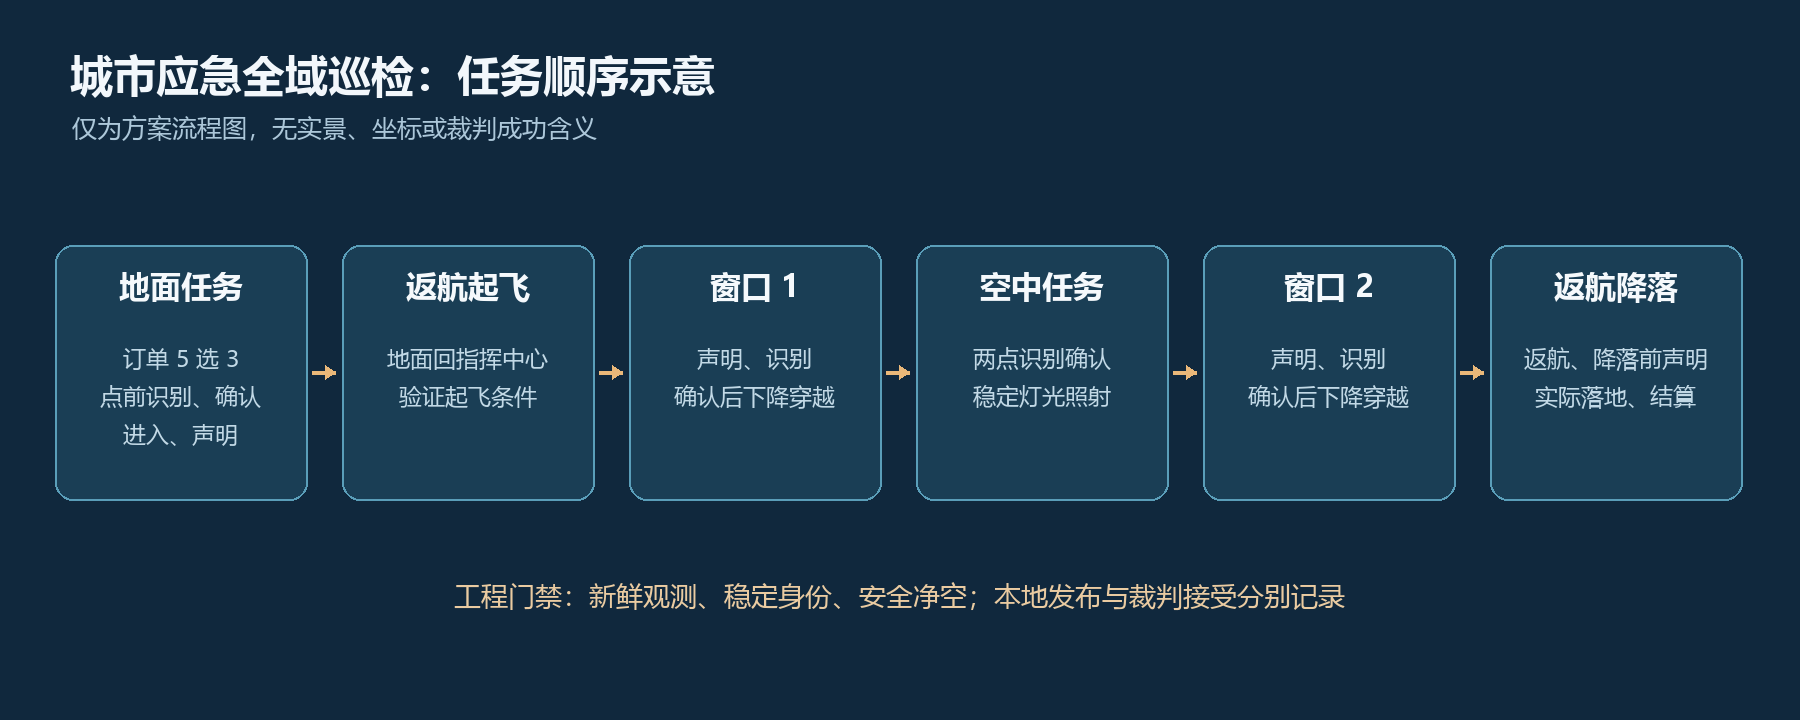 城市应急全域巡检：任务顺序示意
仅为方案流程图，无实景、坐标或裁判成功含义
地面任务
订单 5 选 3
点前识别、确认
进入、声明
返航起飞
地面回指挥中心
验证起飞条件
窗口 1
声明、识别
确认后下降穿越
空中任务
两点识别确认
稳定灯光照射
窗口 2
声明、识别
确认后下降穿越
返航降落
返航、降落前声明
实际落地、结算
工程门禁：新鲜观测、稳定身份、安全净空；本地发布与裁判接受分别记录